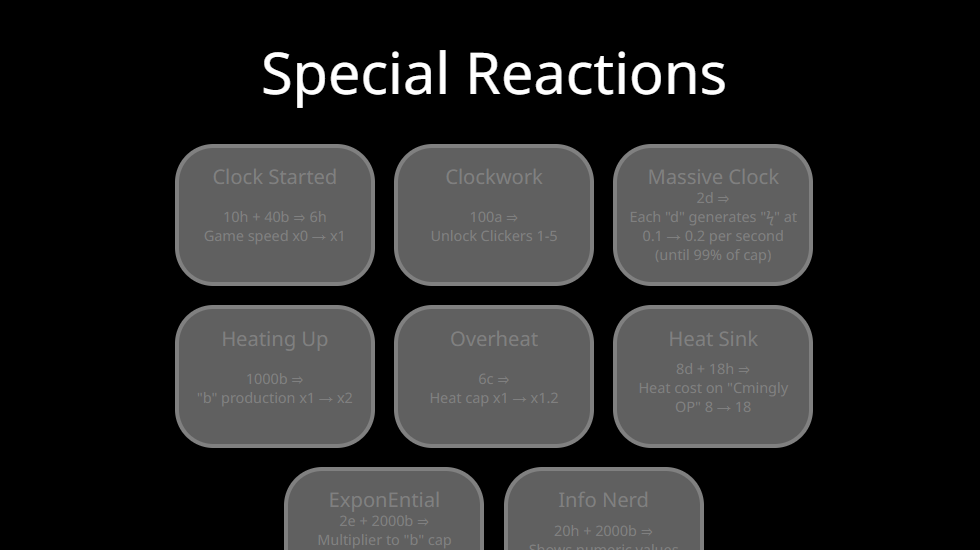 Special Reactions
Clock Started
10h + 40b ⇒ 6h
Game speed x0 → x1
Clockwork
100a ⇒
Unlock Clickers 1-5
Massive Clock
2d ⇒
Each "d" generates "Ϟ" at
0.1 → 0.2 per second
(until 99% of cap)
Heating Up
1000b ⇒
"b" production x1 → x2
Overheat
6c ⇒
Heat cap x1 → x1.2
Heat Sink
8d + 18h ⇒
Heat cost on "Cmingly
OP" 8 → 18
ExponEntial
2e + 2000b ⇒
Multiplier to "b" cap
Info Nerd
20h + 2000b ⇒
Shows numeric values